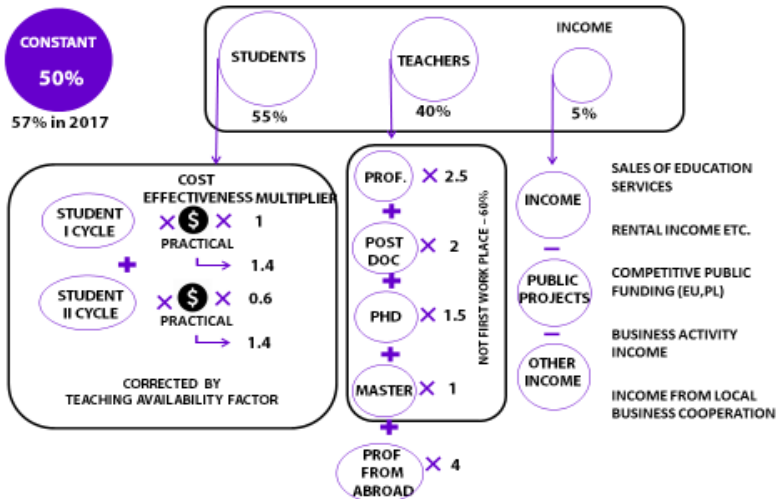 CONSTANT
50%
57% in 2017
STUDENTS
55%
TEACHERS
40%
INCOME
5%
COST
EFFECTIVENESS MULTIPLIER
STUDENT
I CYCLE
× $ × 1
PRACTICAL
1.4
+
STUDENT
II CYCLE
× $ × 0.6
PRACTICAL
1.4
CORRECTED BY
TEACHING AVAILABILITY FACTOR
PROF. × 2.5
+
POST
DOC
× 2
+
PHD × 1.5
+
MASTER × 1
NOT FIRST WORK PLACE – 60%
+
PROF
FROM
ABROAD
× 4
INCOME
–
PUBLIC
PROJECTS
–
OTHER
INCOME
SALES OF EDUCATION
SERVICES
RENTAL INCOME ETC.
COMPETITIVE PUBLIC
FUNDING (EU,PL)
BUSINESS ACTIVITY
INCOME
INCOME FROM LOCAL
BUSINESS COOPERATION